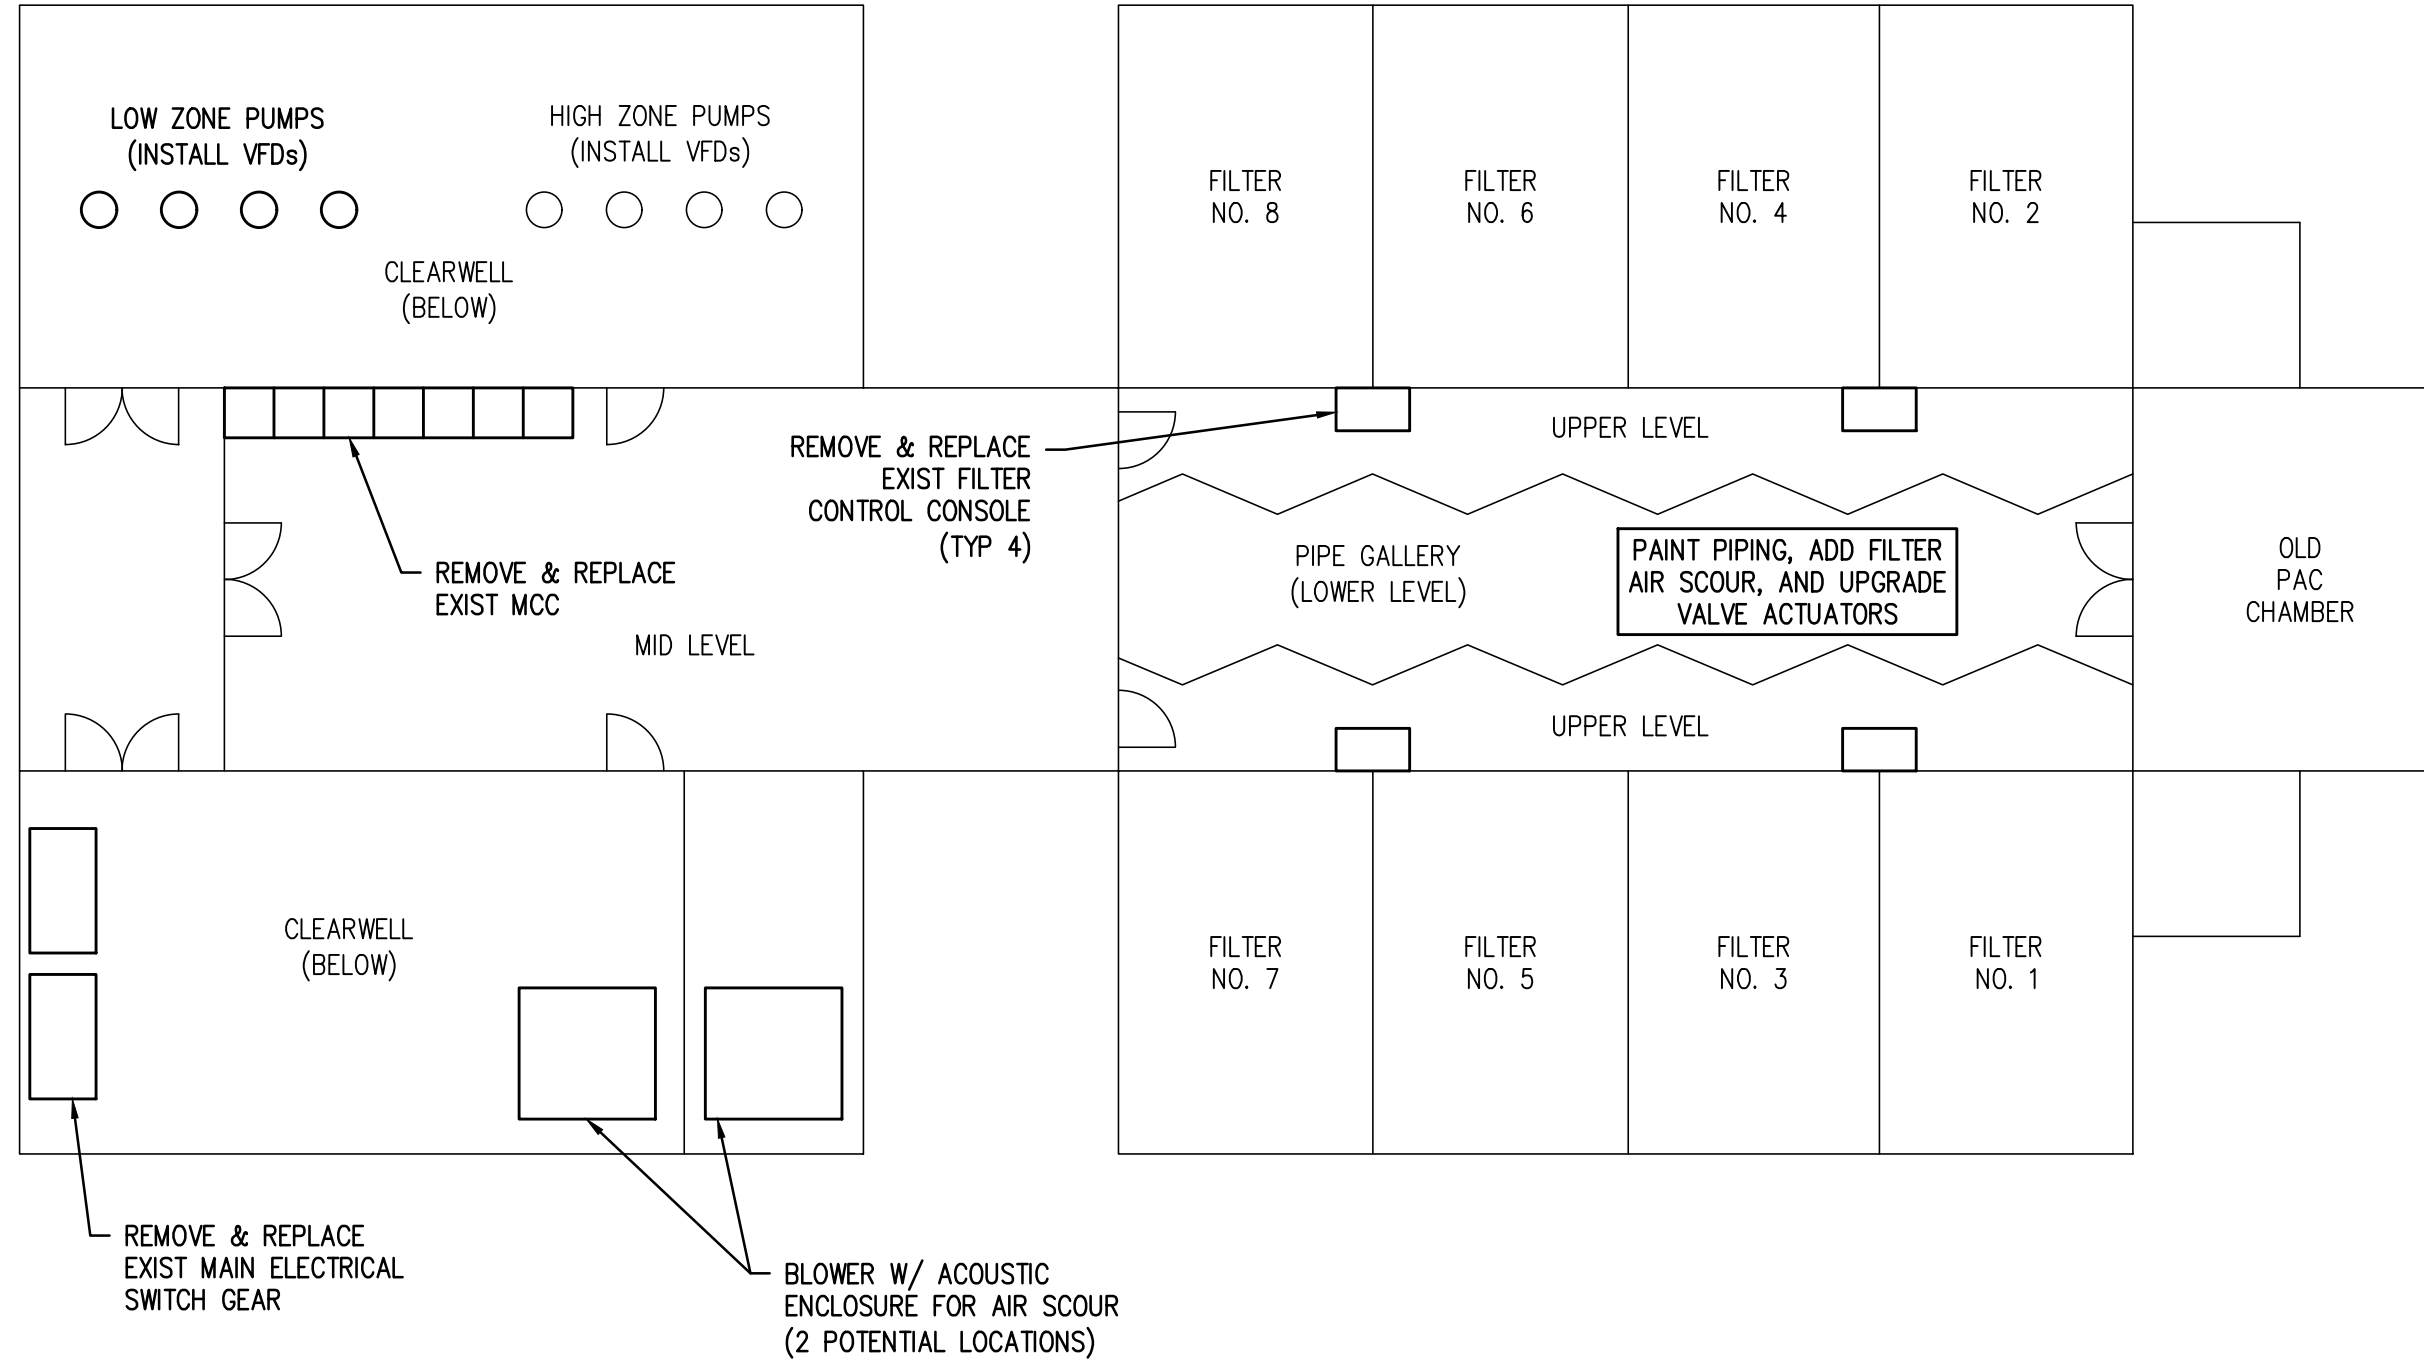 LOW ZONE PUMPS
(INSTALL VFDs)
HIGH ZONE PUMPS
(INSTALL VFDs)
CLEARWELL
(BELOW)
FILTER
NO. 8
FILTER
NO. 6
FILTER
NO. 4
FILTER
NO. 2
REMOVE & REPLACE
EXIST FILTER
CONTROL CONSOLE
(TYP 4)
UPPER LEVEL
REMOVE & REPLACE
EXIST MCC
MID LEVEL
PIPE GALLERY
(LOWER LEVEL)
PAINT PIPING, ADD FILTER
AIR SCOUR, AND UPGRADE
VALVE ACTUATORS
OLD
PAC
CHAMBER
UPPER LEVEL
CLEARWELL
(BELOW)
FILTER
NO. 7
FILTER
NO. 5
FILTER
NO. 3
FILTER
NO. 1
REMOVE & REPLACE
EXIST MAIN ELECTRICAL
SWITCH GEAR
BLOWER W/ ACOUSTIC
ENCLOSURE FOR AIR SCOUR
(2 POTENTIAL LOCATIONS)